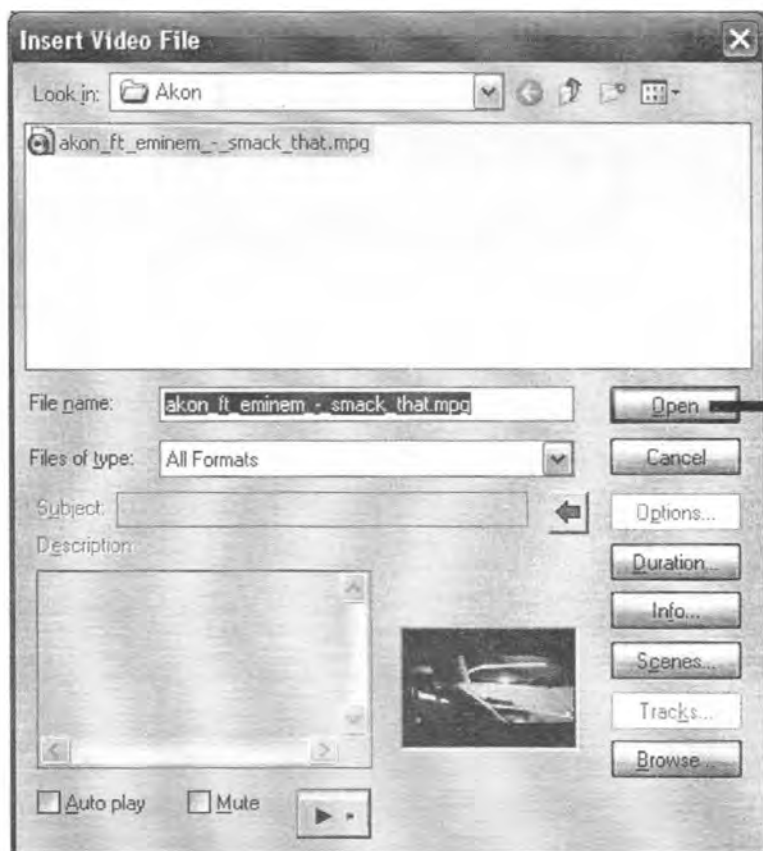 Insert Video File
Look in: Akon
akon_ft_eminem_-_smack_that.mpg
File name: akon_ft_eminem_-_smack_that.mpg Open
Files of type: All Formats Cancel
Subject: Options...
Description: Duration...
Info...
Scenes...
Tracks...
Browse...
Auto play Mute